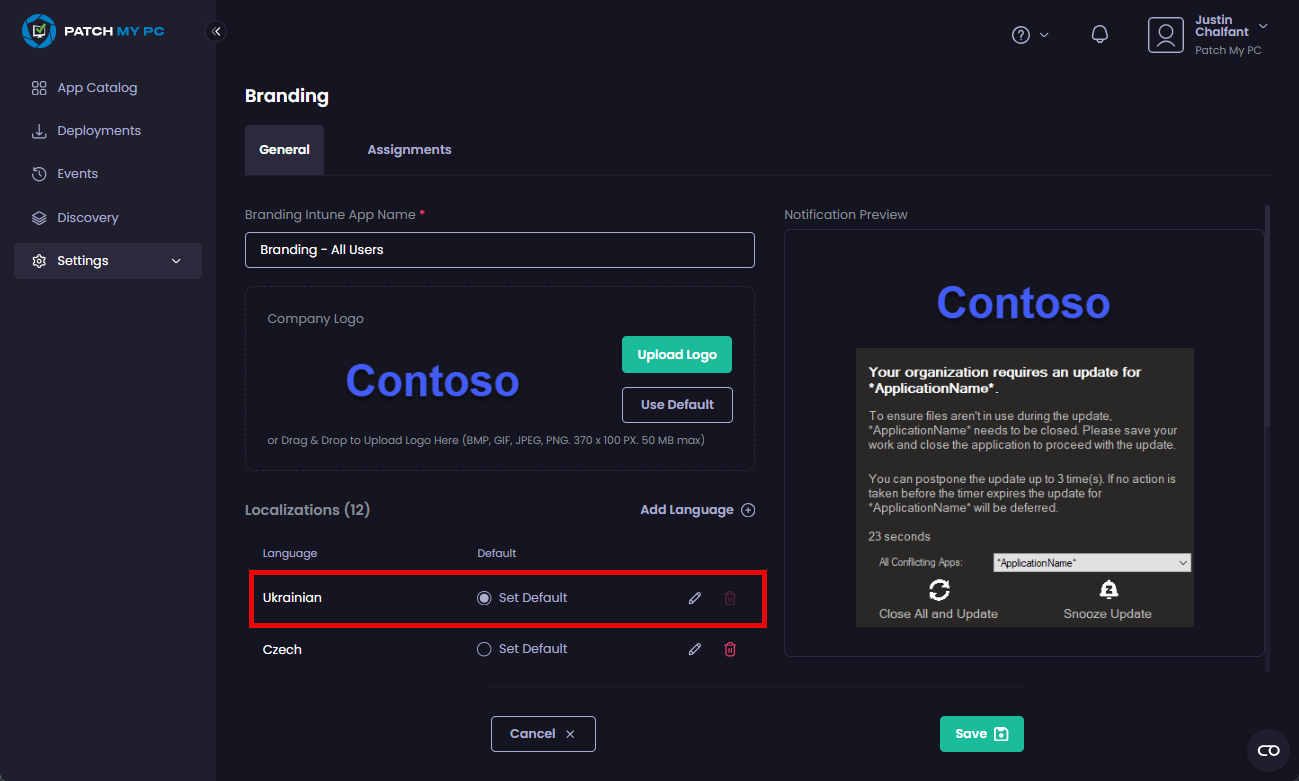 PATCH MY PC
Justin
Chalfant
Patch My PC
App Catalog
Deployments
Events
Discovery
Settings
Branding
General
Assignments
Branding Intune App Name *
Branding - All Users
Company Logo
Contoso
Upload Logo
Use Default
or Drag & Drop to Upload Logo Here (BMP, GIF, JPEG, PNG. 370 x 100 PX. 50 MB max)
Localizations (12)
Add Language
Language Default
Ukrainian Set Default
Czech Set Default
Notification Preview
Contoso
Your organization requires an update for
*ApplicationName*.
To ensure files aren't in use during the update,
*ApplicationName* needs to be closed. Please save your
work and close the application to proceed with the update.
You can postpone the update up to 3 time(s). If no action is
taken before the timer expires the update for
*ApplicationName* will be deferred.
23 seconds
All Conflicting Apps: *ApplicationName*
Close All and Update Snooze Update
Cancel
Save